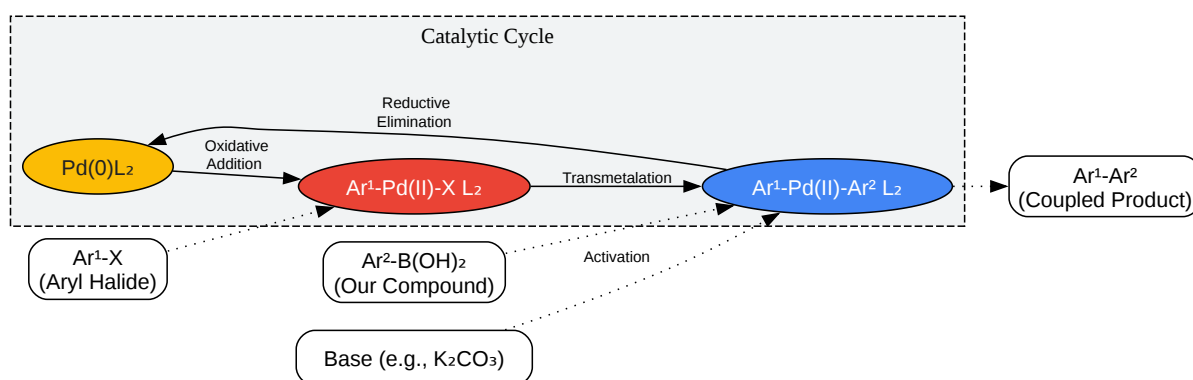 Catalytic Cycle
Reductive
Elimination
Oxidative
Addition
Pd(0)L₂
Ar¹-Pd(II)-X L₂
Transmetalation
Ar¹-Pd(II)-Ar² L₂
Ar¹-Ar²
(Coupled Product)
Ar¹-X
(Aryl Halide)
Ar²-B(OH)₂
(Our Compound)
Activation
Base (e.g., K₂CO₃)